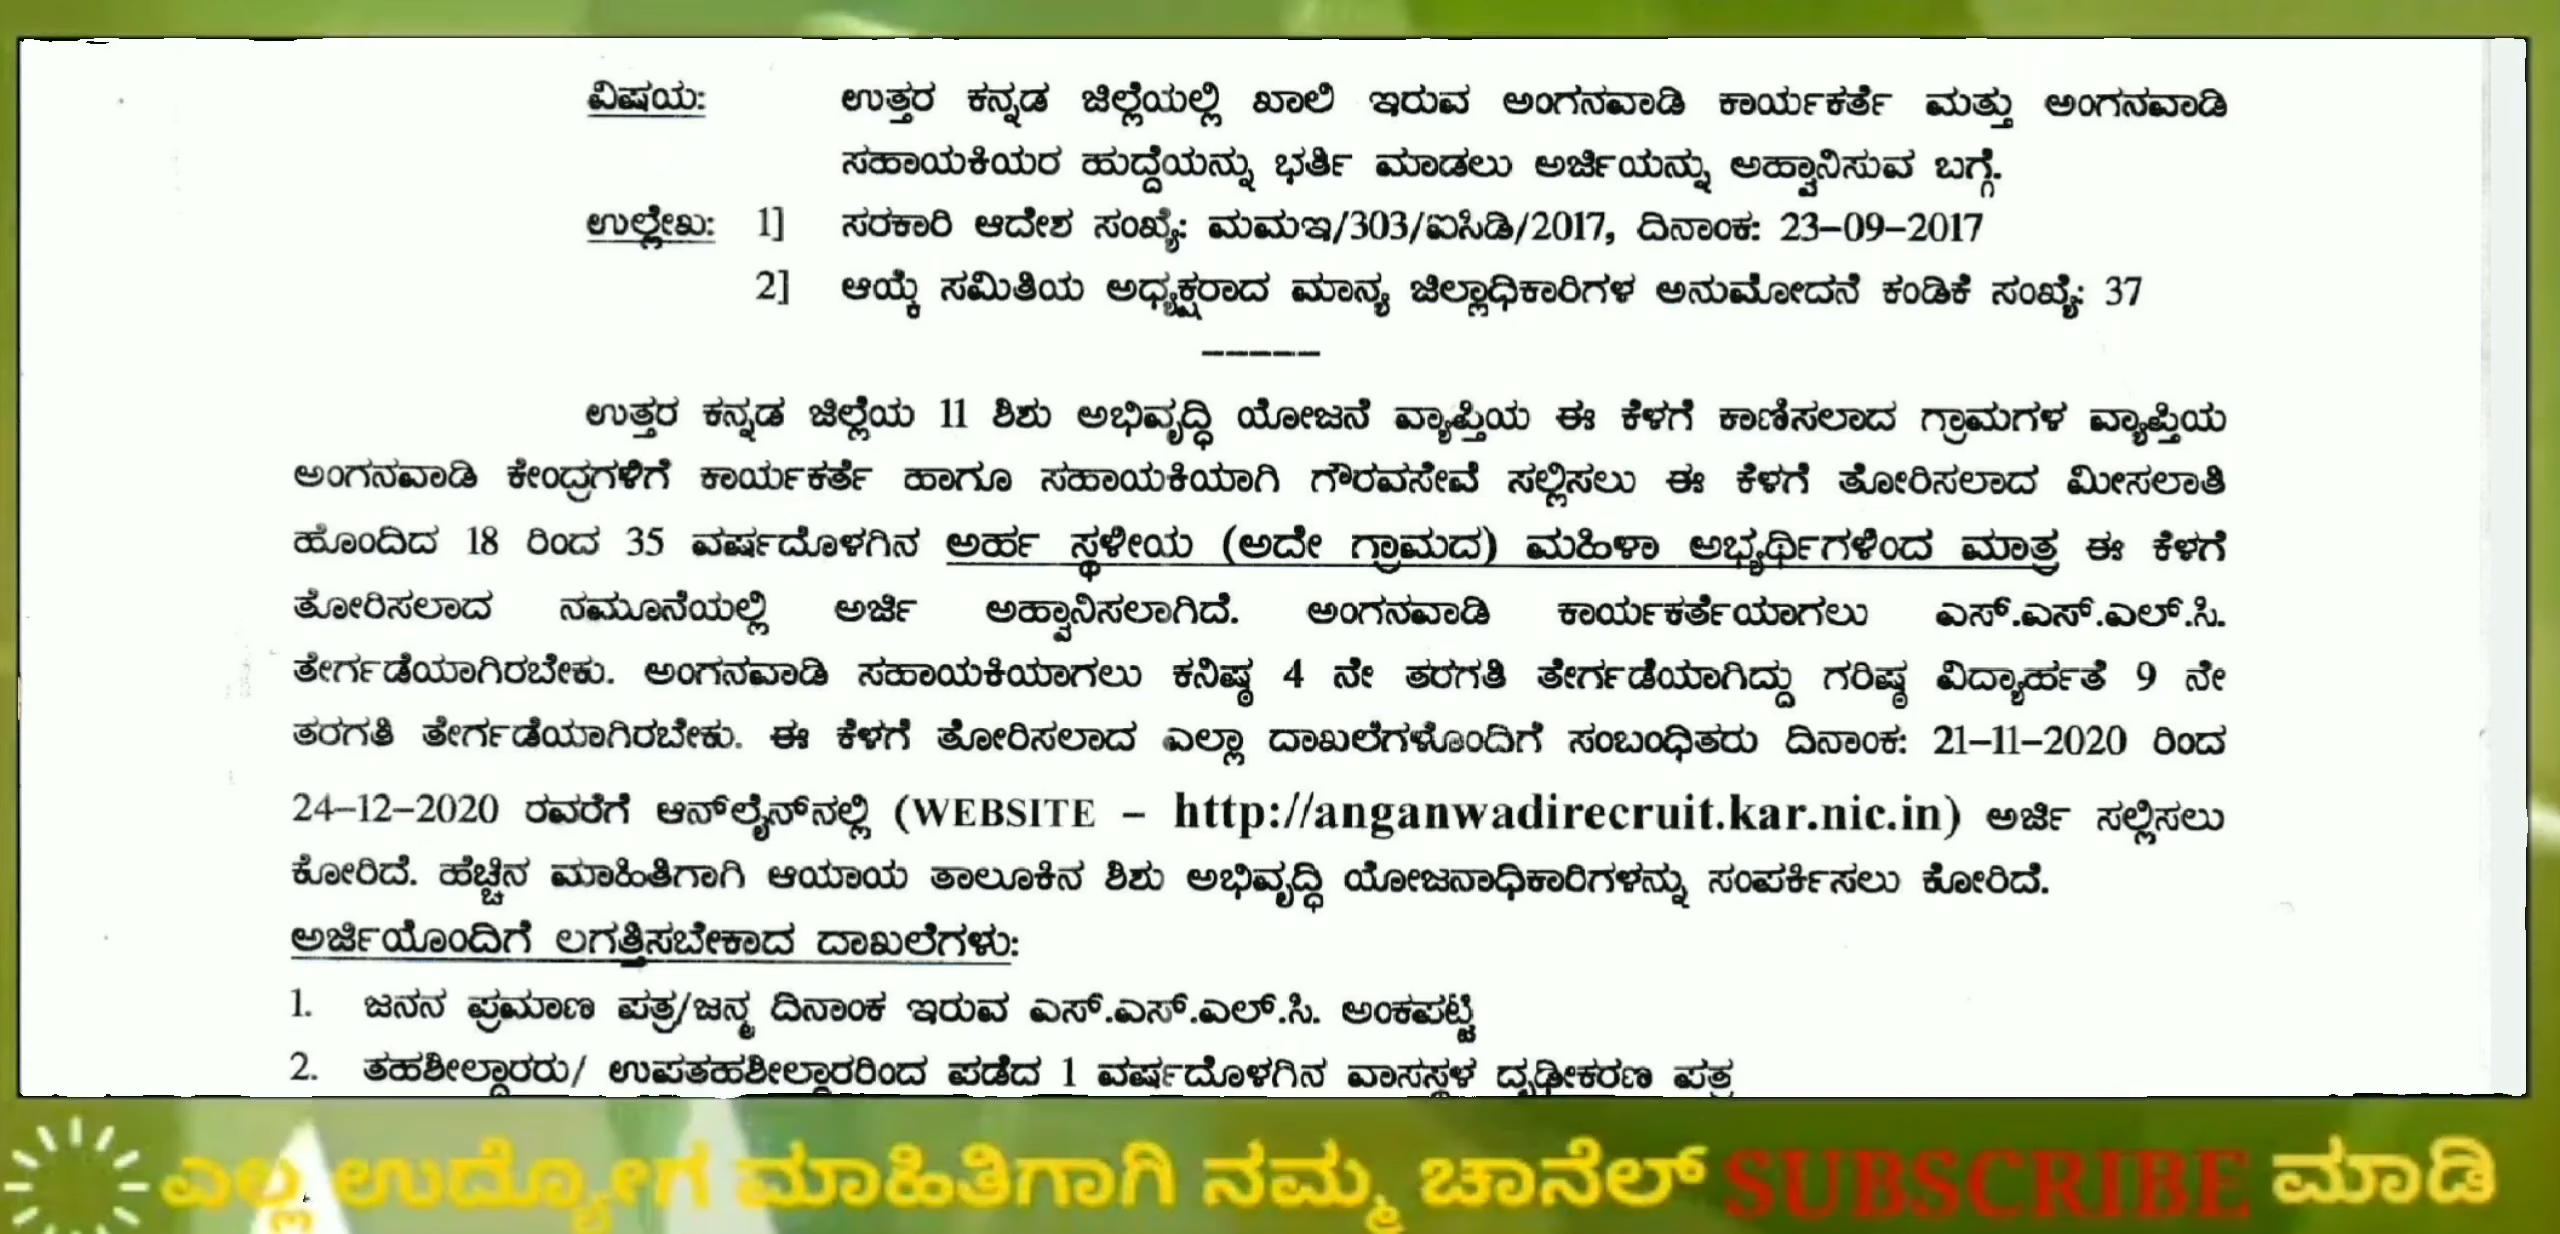 ವಿಷಯ: ಉತ್ತರ ಕನ್ನಡ ಜಿಲ್ಲೆಯಲ್ಲಿ ಖಾಲಿ ಇರುವ ಅಂಗನವಾಡಿ ಕಾರ್ಯಕರ್ತೆ ಮತ್ತು ಅಂಗನವಾಡಿ
ಸಹಾಯಕಿಯರ ಹುದ್ದೆಯನ್ನು ಭರ್ತಿ ಮಾಡಲು ಅರ್ಜಿಯನ್ನು ಅಹ್ವಾನಿಸುವ ಬಗ್ಗೆ.
ಉಲ್ಲೇಖ: 1] ಸರಕಾರಿ ಆದೇಶ ಸಂಖ್ಯೆ: ಮಮಇ/303/ಐಸಿಡಿ/2017, ದಿನಾಂಕ: 23–09–2017
2] ಆಯ್ಕೆ ಸಮಿತಿಯ ಅಧ್ಯಕ್ಷರಾದ ಮಾನ್ಯ ಜಿಲ್ಲಾಧಿಕಾರಿಗಳ ಅನುಮೋದನೆ ಕಂಡಿಕೆ ಸಂಖ್ಯೆ: 37
–––––
ಉತ್ತರ ಕನ್ನಡ ಜಿಲ್ಲೆಯ 11 ಶಿಶು ಅಭಿವೃದ್ಧಿ ಯೋಜನೆ ವ್ಯಾಪ್ತಿಯ ಈ ಕೆಳಗೆ ಕಾಣಿಸಲಾದ ಗ್ರಾಮಗಳ ವ್ಯಾಪ್ತಿಯ
ಅಂಗನವಾಡಿ ಕೇಂದ್ರಗಳಿಗೆ ಕಾರ್ಯಕರ್ತೆ ಹಾಗೂ ಸಹಾಯಕಿಯಾಗಿ ಗೌರವಸೇವೆ ಸಲ್ಲಿಸಲು ಈ ಕೆಳಗೆ ತೋರಿಸಲಾದ ಮೀಸಲಾತಿ
ಹೊಂದಿದ 18 ರಿಂದ 35 ವರ್ಷದೊಳಗಿನ ಅರ್ಹ ಸ್ಥಳೀಯ (ಅದೇ ಗ್ರಾಮದ) ಮಹಿಳಾ ಅಭ್ಯರ್ಥಿಗಳಿಂದ ಮಾತ್ರ ಈ ಕೆಳಗೆ
ತೋರಿಸಲಾದ ನಮೂನೆಯಲ್ಲಿ ಅರ್ಜಿ ಅಹ್ವಾನಿಸಲಾಗಿದೆ. ಅಂಗನವಾಡಿ ಕಾರ್ಯಕರ್ತೆಯಾಗಲು ಎಸ್.ಎಸ್.ಎಲ್.ಸಿ.
ತೇರ್ಗಡೆಯಾಗಿರಬೇಕು. ಅಂಗನವಾಡಿ ಸಹಾಯಕಿಯಾಗಲು ಕನಿಷ್ಠ 4 ನೇ ತರಗತಿ ತೇರ್ಗಡೆಯಾಗಿದ್ದು ಗರಿಷ್ಠ ವಿದ್ಯಾರ್ಹತೆ 9 ನೇ
ತರಗತಿ ತೇರ್ಗಡೆಯಾಗಿರಬೇಕು. ಈ ಕೆಳಗೆ ತೋರಿಸಲಾದ ಎಲ್ಲಾ ದಾಖಲೆಗಳೊಂದಿಗೆ ಸಂಬಂಧಿತರು ದಿನಾಂಕ: 21–11–2020 ರಿಂದ
24–12–2020 ರವರೆಗೆ ಆನ್‌ಲೈನ್‌ನಲ್ಲಿ (WEBSITE – http://anganwadirecruit.kar.nic.in) ಅರ್ಜಿ ಸಲ್ಲಿಸಲು
ಕೋರಿದೆ. ಹೆಚ್ಚಿನ ಮಾಹಿತಿಗಾಗಿ ಆಯಾಯ ತಾಲೂಕಿನ ಶಿಶು ಅಭಿವೃದ್ಧಿ ಯೋಜನಾಧಿಕಾರಿಗಳನ್ನು ಸಂಪರ್ಕಿಸಲು ಕೋರಿದೆ.
ಅರ್ಜಿಯೊಂದಿಗೆ ಲಗತ್ತಿಸಬೇಕಾದ ದಾಖಲೆಗಳು:
1. ಜನನ ಪ್ರಮಾಣ ಪತ್ರ/ಜನ್ಮ ದಿನಾಂಕ ಇರುವ ಎಸ್.ಎಸ್.ಎಲ್.ಸಿ. ಅಂಕಪಟ್ಟಿ
2. ತಹಶೀಲ್ದಾರರು/ ಉಪತಹಶೀಲ್ದಾರರಿಂದ ಪಡೆದ 1 ವರ್ಷದೊಳಗಿನ ವಾಸಸ್ಥಳ ದೃಢೀಕರಣ ಪತ್ರ
ಎಲ್ಲ ಉದ್ಯೋಗ ಮಾಹಿತಿಗಾಗಿ ನಮ್ಮ ಚಾನೆಲ್ SUBSCRIBE ಮಾಡಿ